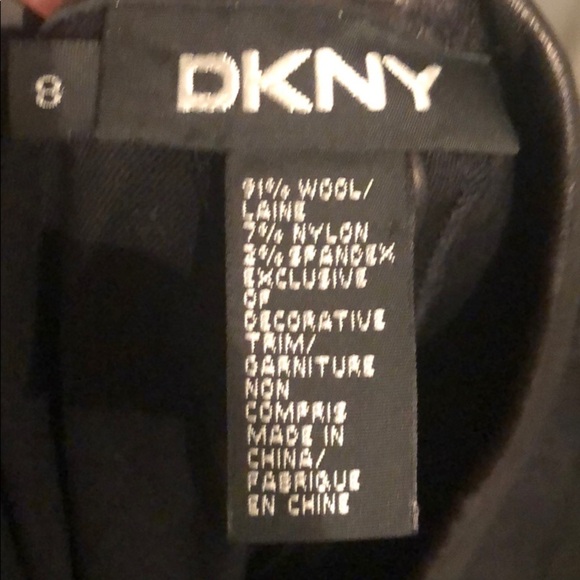 8
DKNY
91% WOOL/
LAINE
7% NYLON
2% SPANDEX
EXCLUSIVE
OF
DECORATIVE
TRIM/
GARNITURE
NON
COMPRIS
MADE IN
CHINA/
FABRIQUE
EN CHINE